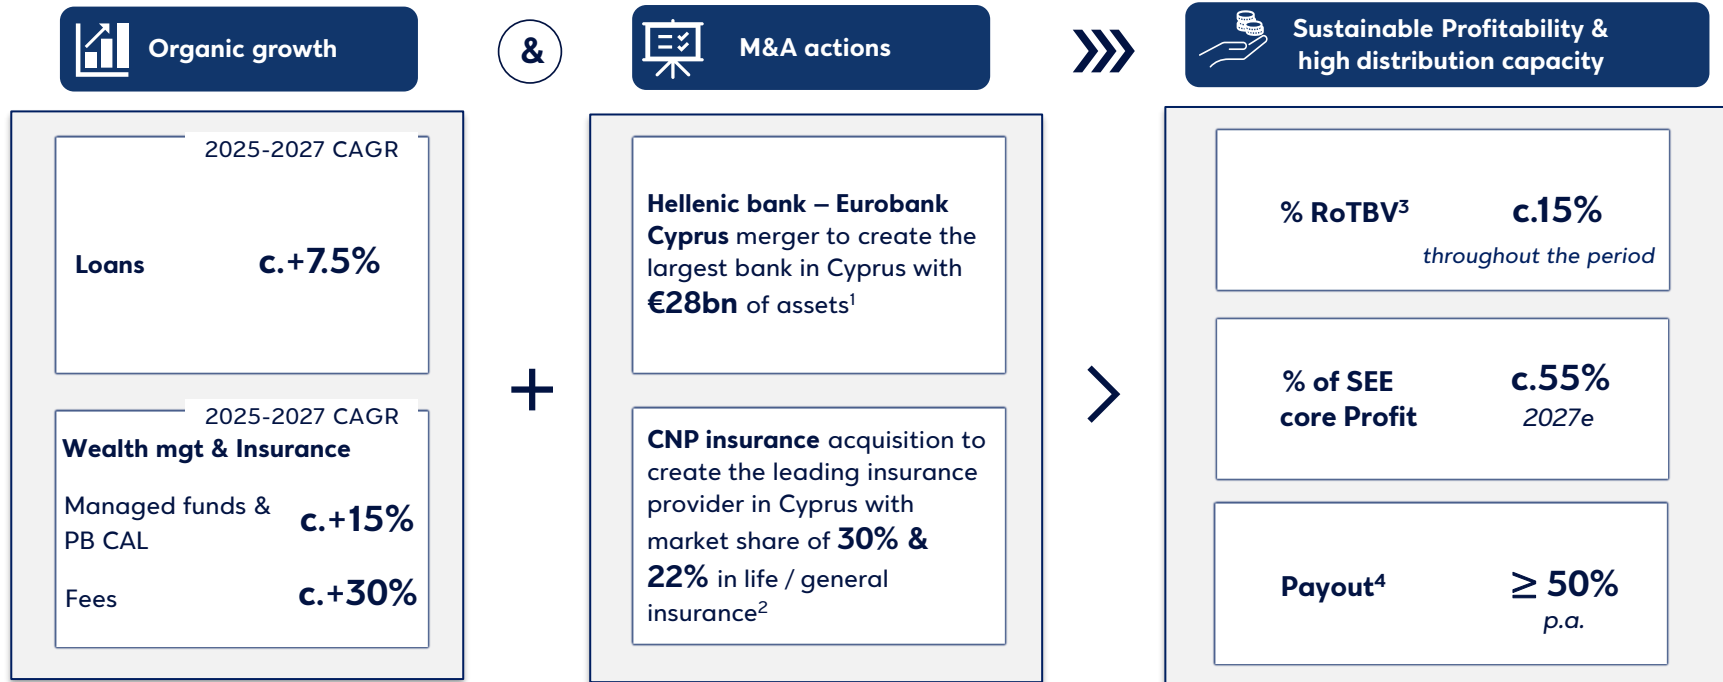 Organic growth
&
M&A actions
Sustainable Profitability &
high distribution capacity
2025-2027 CAGR
Loans c.+7.5%
2025-2027 CAGR
Wealth mgt & Insurance
Managed funds &
PB CAL
c.+15%
Fees c.+30%
+
Hellenic bank – Eurobank
Cyprus merger to create the
largest bank in Cyprus with
€28bn of assets¹
CNP insurance acquisition to
create the leading insurance
provider in Cyprus with
market share of 30% &
22% in life / general
insurance²
% RoTBV³ c.15%
throughout the period
% of SEE
core Profit
c.55%
2027e
Payout⁴ ≥ 50%
p.a.